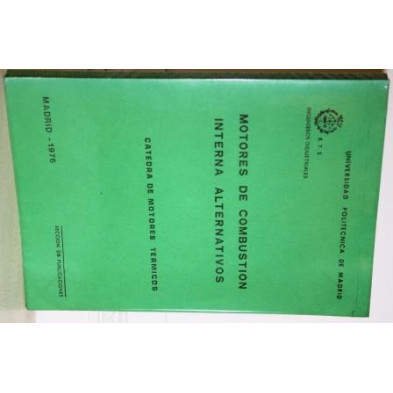 UNIVERSIDAD POLITECNICA DE MADRID
E. T. S.
INGENIEROS INDUSTRIALES
MOTORES DE COMBUSTION
INTERNA ALTERNATIVOS
CATEDRA DE MOTORES TERMICOS
MADRID - 1976
SECCION DE PUBLICACIONES